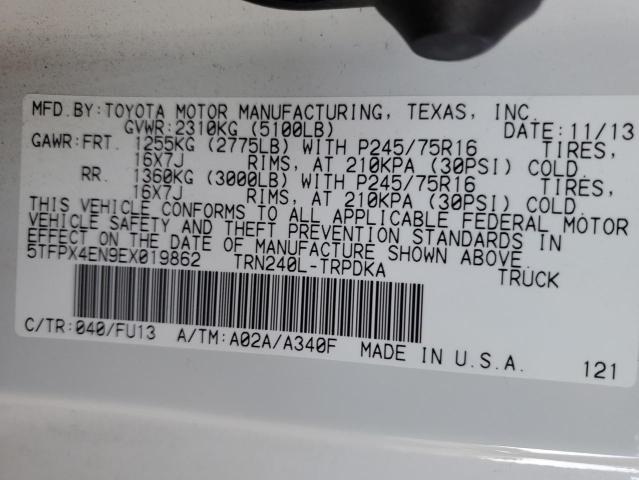 MFD.BY:TOYOTA MOTOR MANUFACTURING, TEXAS, INC.
GVWR:2310KG (5100LB) DATE:11/13
GAWR:FRT. 1255KG (2775LB) WITH P245/75R16 TIRES,
16X7J RIMS, AT 210KPA (30PSI) COLD
RR. 1360KG (3000LB) WITH P245/75R16 TIRES,
16X7J RIMS, AT 210KPA (30PSI) COLD
THIS VEHICLE CONFORMS TO ALL APPLICABLE FEDERAL MOTOR
VEHICLE SAFETY AND THEFT PREVENTION STANDARDS IN
EFFECT ON THE DATE OF MANUFACTURE SHOWN ABOVE.
5TFPX4EN9EX019862 TRN240L-TRPDKA TRUCK
C/TR:040/FU13 A/TM:A02A/A340F MADE IN U.S.A. 121